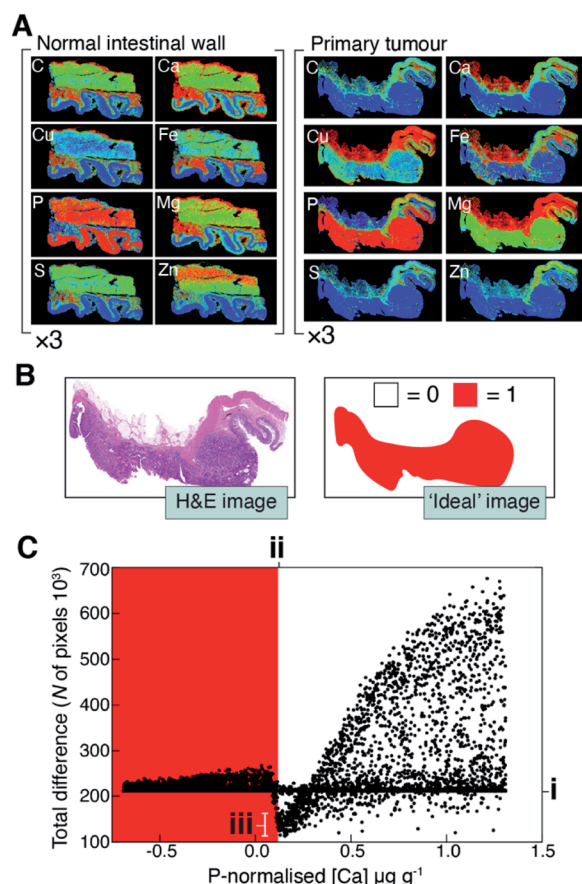 A
Normal intestinal wall
Primary tumour
C Ca C Ca
Cu Fe Cu Fe
P Mg P Mg
S Zn S Zn
×3 ×3
B
= 0 = 1
H&E image
'Ideal' image
C
ii
700
600
500
400
300
200
100
Total difference (N of pixels 10³)
i
iii
-0.5 0.0 0.5 1.0 1.5
P-normalised [Ca] µg g⁻¹